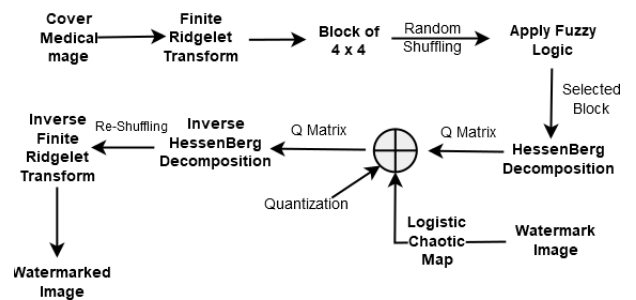 Cover
Medical
mage
Finite
Ridgelet
Transform
Block of
4 x 4
Random
Shuffling
Apply Fuzzy
Logic
Selected
Block
HessenBerg
Decomposition
Q Matrix
Q Matrix
Inverse
HessenBerg
Decomposition
Re-Shuffling
Inverse
Finite
Ridgelet
Transform
Quantization
Logistic
Chaotic
Map
Watermark
Image
Watermarked
Image